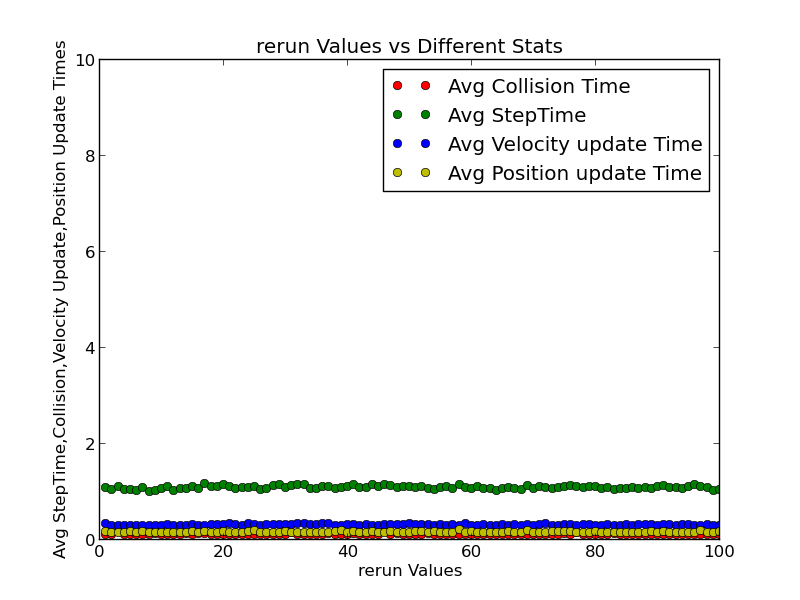 rerun Values vs Different Stats
Avg StepTime,Collision,Velocity Update,Position Update Times
10
8
6
4
2
0
Avg Collision Time
Avg StepTime
Avg Velocity update Time
Avg Position update Time
0 20 40 60 80 100
rerun Values